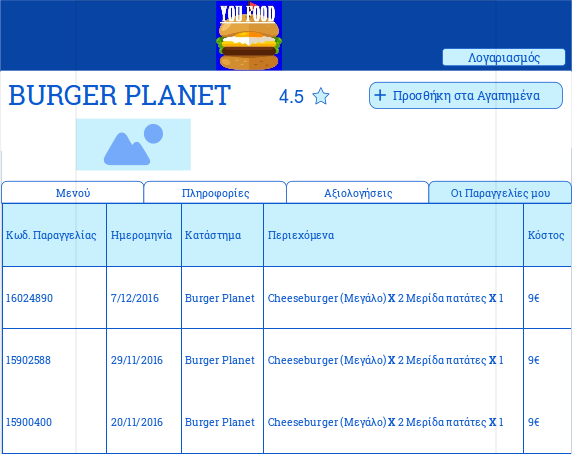 YOU FOOD
Λογαριασμός
BURGER PLANET
4.5
+ Προσθήκη στα Αγαπημένα
Μενού Πληροφορίες Αξιολογήσεις Οι Παραγγελίες μου
Κωδ. Παραγγελίας Ημερομηνία Κατάστημα Περιεχόμενα Κόστος
16024890 7/12/2016 Burger Planet Cheeseburger (Μεγάλο) X 2 Μερίδα πατάτες X 1 9€
15902588 29/11/2016 Burger Planet Cheeseburger (Μεγάλο) X 2 Μερίδα πατάτες X 1 9€
15900400 20/11/2016 Burger Planet Cheeseburger (Μεγάλο) X 2 Μερίδα πατάτες X 1 9€